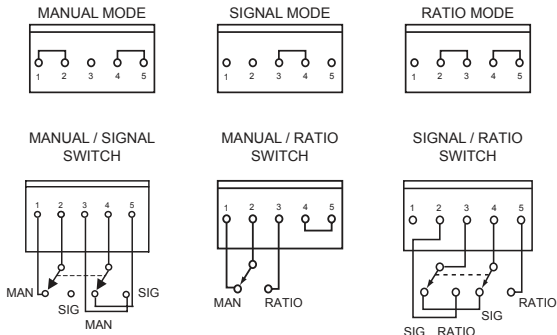 MANUAL MODE
1 2 3 4 5
SIGNAL MODE
1 2 3 4 5
RATIO MODE
1 2 3 4 5
MANUAL / SIGNAL
SWITCH
1 2 3 4 5
MAN
SIG
MAN
SIG
MANUAL / RATIO
SWITCH
1 2 3 4 5
MAN
RATIO
SIGNAL / RATIO
SWITCH
1 2 3 4 5
SIG
RATIO
SIG
RATIO